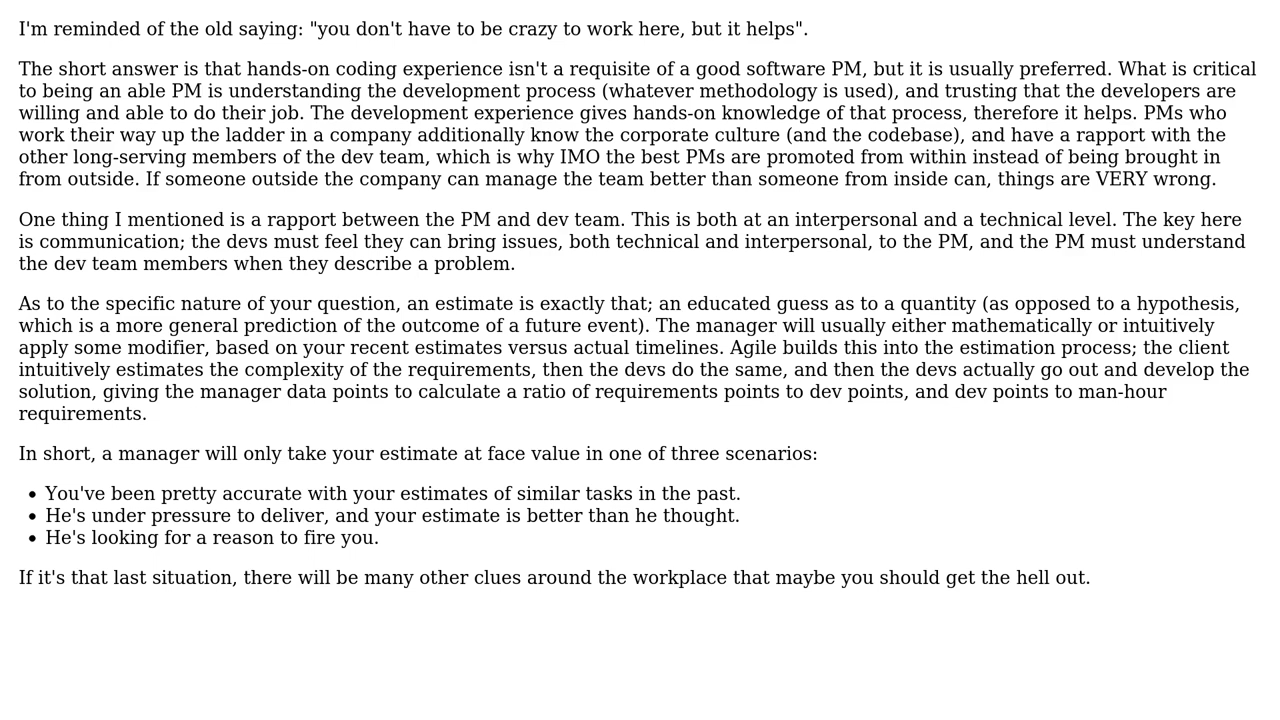 I'm reminded of the old saying: "you don't have to be crazy to work here, but it helps".
The short answer is that hands-on coding experience isn't a requisite of a good software PM, but it is usually preferred. What is critical
to being an able PM is understanding the development process (whatever methodology is used), and trusting that the developers are
willing and able to do their job. The development experience gives hands-on knowledge of that process, therefore it helps. PMs who
work their way up the ladder in a company additionally know the corporate culture (and the codebase), and have a rapport with the
other long-serving members of the dev team, which is why IMO the best PMs are promoted from within instead of being brought in
from outside. If someone outside the company can manage the team better than someone from inside can, things are VERY wrong.
One thing I mentioned is a rapport between the PM and dev team. This is both at an interpersonal and a technical level. The key here
is communication; the devs must feel they can bring issues, both technical and interpersonal, to the PM, and the PM must understand
the dev team members when they describe a problem.
As to the specific nature of your question, an estimate is exactly that; an educated guess as to a quantity (as opposed to a hypothesis,
which is a more general prediction of the outcome of a future event). The manager will usually either mathematically or intuitively
apply some modifier, based on your recent estimates versus actual timelines. Agile builds this into the estimation process; the client
intuitively estimates the complexity of the requirements, then the devs do the same, and then the devs actually go out and develop the
solution, giving the manager data points to calculate a ratio of requirements points to dev points, and dev points to man-hour
requirements.
In short, a manager will only take your estimate at face value in one of three scenarios:
• You've been pretty accurate with your estimates of similar tasks in the past.
• He's under pressure to deliver, and your estimate is better than he thought.
• He's looking for a reason to fire you.
If it's that last situation, there will be many other clues around the workplace that maybe you should get the hell out.